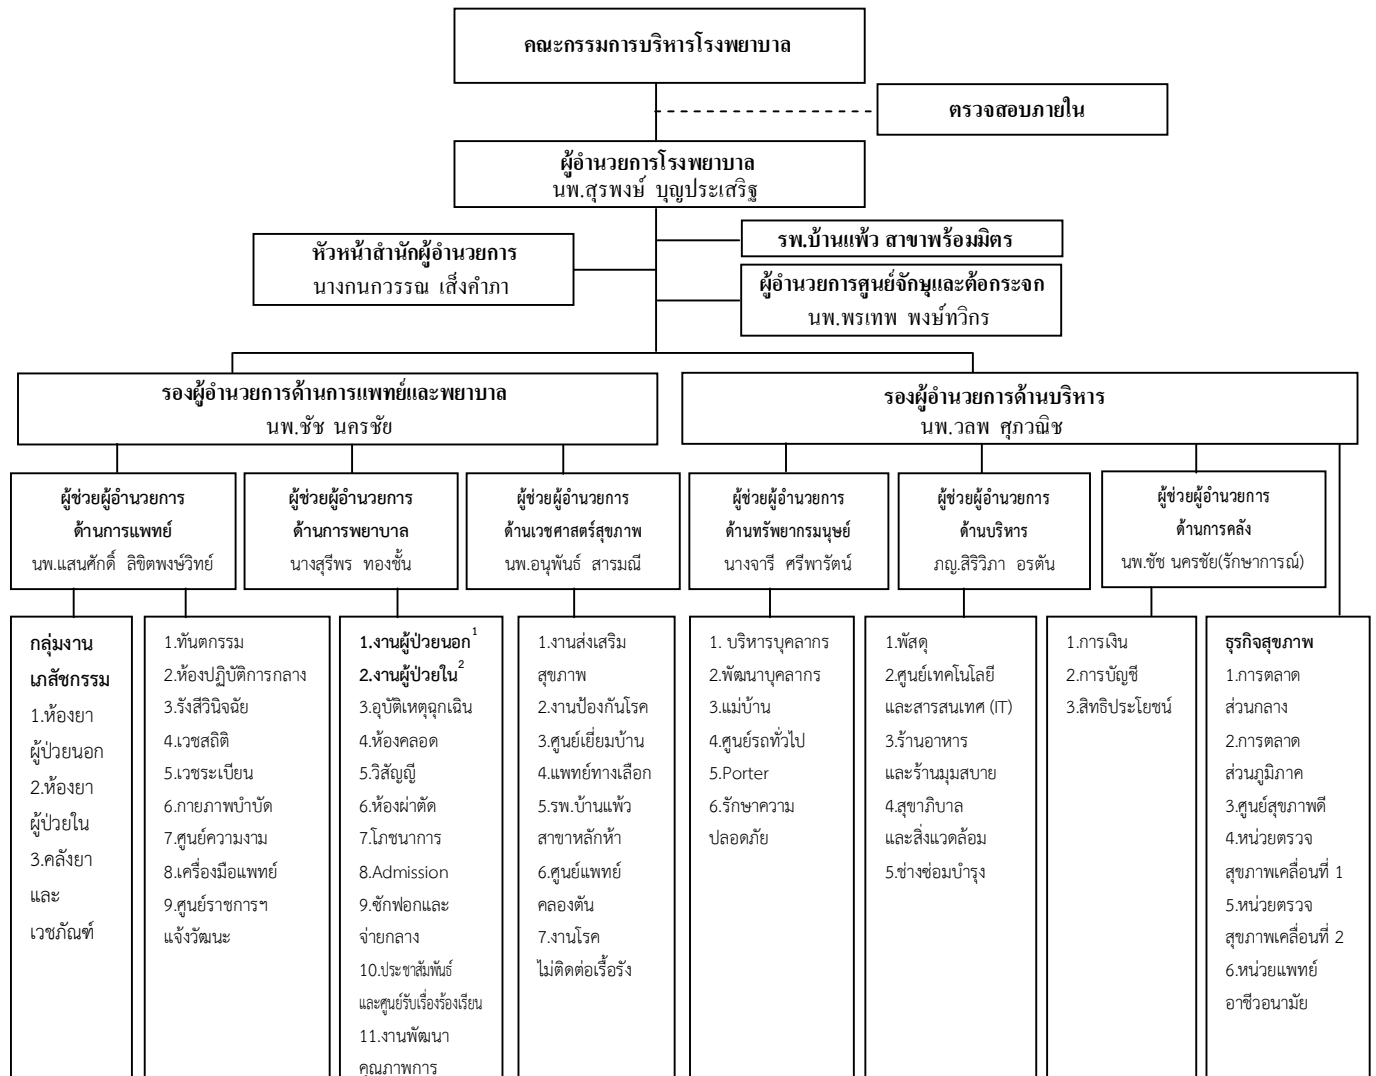 คณะกรรมการบริหารโรงพยาบาล
ตรวจสอบภายใน
ผู้อำนวยการโรงพยาบาล
นพ.สุรพงษ์ บุญประเสริฐ
รพ.บ้านแพ้ว สาขาพร้อมมิตร
หัวหน้าสำนักผู้อำนวยการ
นางกนกวรรณ เส็งคำภา
ผู้อำนวยการศูนย์จักษุและต้อกระจก
นพ.พรเทพ พงษ์ทวิกร
รองผู้อำนวยการด้านการแพทย์และพยาบาล
นพ.ชัช นครชัย
รองผู้อำนวยการด้านบริหาร
นพ.วลพ ศุภวณิช
ผู้ช่วยผู้อำนวยการ
ด้านการแพทย์
นพ.แสนศักดิ์ ลิขิตพงษ์วิทย์
ผู้ช่วยผู้อำนวยการ
ด้านการพยาบาล
นางสุรีพร ทองชั้น
ผู้ช่วยผู้อำนวยการ
ด้านเวชศาสตร์สุขภาพ
นพ.อนุพันธ์ สารมณี
ผู้ช่วยผู้อำนวยการ
ด้านทรัพยากรมนุษย์
นางจารี ศรีพารัตน์
ผู้ช่วยผู้อำนวยการ
ด้านบริหาร
ภญ.สิริวิภา อรตัน
ผู้ช่วยผู้อำนวยการ
ด้านการคลัง
นพ.ชัช นครชัย(รักษาการณ์)
กลุ่มงาน
เภสัชกรรม
1.ห้องยา
ผู้ป่วยนอก
2.ห้องยา
ผู้ป่วยใน
3.คลังยา
และ
เวชภัณฑ์
1.ทันตกรรม
2.ห้องปฏิบัติการกลาง
3.รังสีวินิจฉัย
4.เวชสถิติ
5.เวชระเบียน
6.กายภาพบำบัด
7.ศูนย์ความงาม
8.เครื่องมือแพทย์
9.ศูนย์ราชการฯ
แจ้งวัฒนะ
1.งานผู้ป่วยนอก¹
2.งานผู้ป่วยใน²
3.อุบัติเหตุฉุกเฉิน
4.ห้องคลอด
5.วิสัญญี
6.ห้องผ่าตัด
7.โภชนาการ
8.Admission
9.ซักฟอกและ
จ่ายกลาง
10.ประชาสัมพันธ์
และศูนย์รับเรื่องร้องเรียน
11.งานพัฒนา
คุณภาพการ
1.งานส่งเสริม
สุขภาพ
2.งานป้องกันโรค
3.ศูนย์เยี่ยมบ้าน
4.แพทย์ทางเลือก
5.รพ.บ้านแพ้ว
สาขาหลักห้า
6.ศูนย์แพทย์
คลองตัน
7.งานโรค
ไม่ติดต่อเรื้อรัง
1. บริหารบุคลากร
2.พัฒนาบุคลากร
3.แม่บ้าน
4.ศูนย์รถทั่วไป
5.Porter
6.รักษาความ
ปลอดภัย
1.พัสดุ
2.ศูนย์เทคโนโลยี
และสารสนเทศ (IT)
3.ร้านอาหาร
และร้านมุมสบาย
4.สุขาภิบาล
และสิ่งแวดล้อม
5.ช่างซ่อมบำรุง
1.การเงิน
2.การบัญชี
3.สิทธิประโยชน์
ธุรกิจสุขภาพ
1.การตลาด
ส่วนกลาง
2.การตลาด
ส่วนภูมิภาค
3.ศูนย์สุขภาพดี
4.หน่วยตรวจ
สุขภาพเคลื่อนที่ 1
5.หน่วยตรวจ
สุขภาพเคลื่อนที่ 2
6.หน่วยแพทย์
อาชีวอนามัย